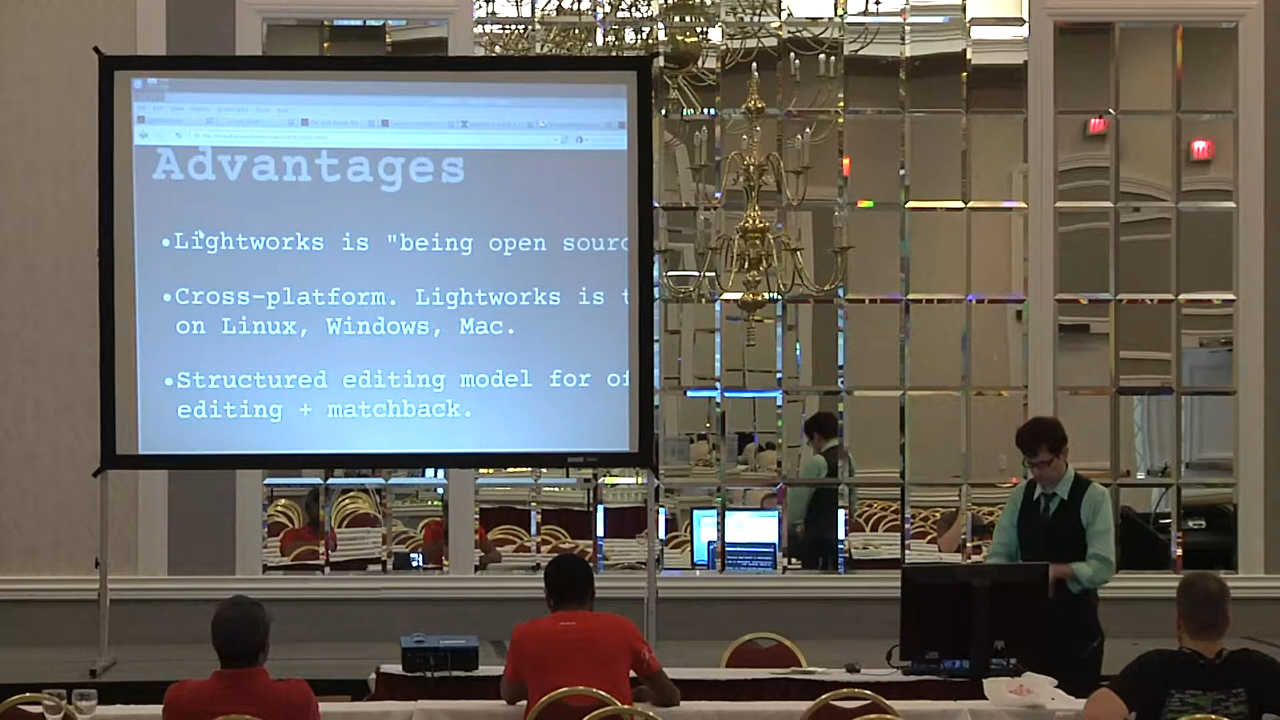 Advantages
•Lightworks is "being open sourc
•Cross-platform. Lightworks is t
on Linux, Windows, Mac.
•Structured editing model for of
editing + matchback.